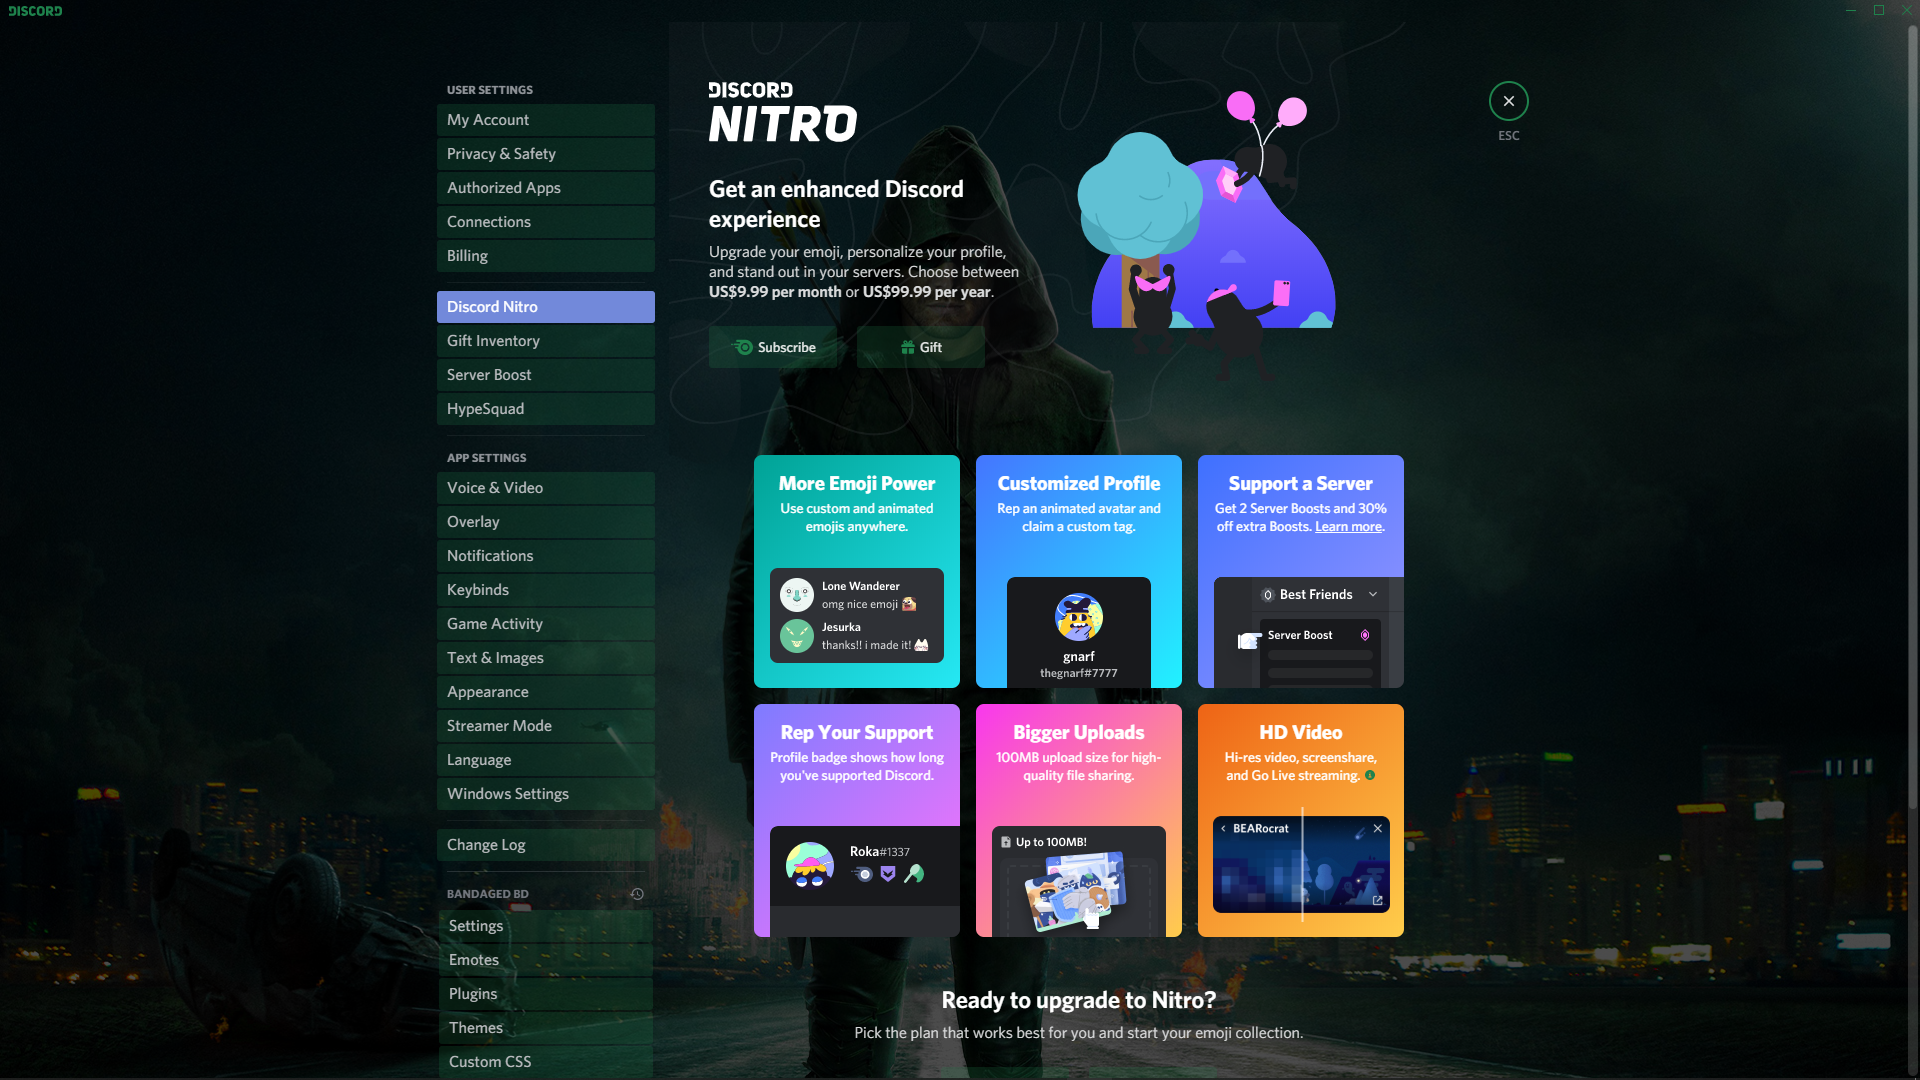 DISCORD
USER SETTINGS
My Account
Privacy & Safety
Authorized Apps
Connections
Billing
Discord Nitro
Gift Inventory
Server Boost
HypeSquad
APP SETTINGS
Voice & Video
Overlay
Notifications
Keybinds
Game Activity
Text & Images
Appearance
Streamer Mode
Language
Windows Settings
Change Log
BANDAGED BD
Settings
Emotes
Plugins
Themes
Custom CSS
DISCORD
NITRO
Get an enhanced Discord
experience
Upgrade your emoji, personalize your profile,
and stand out in your servers. Choose between
US$9.99 per month or US$99.99 per year.
Subscribe
Gift
ESC
More Emoji Power
Use custom and animated
emojis anywhere.
Lone Wanderer
omg nice emoji
Jesurka
thanks!! i made it!
Customized Profile
Rep an animated avatar and
claim a custom tag.
gnarf
thegnarf#7777
Support a Server
Get 2 Server Boosts and 30%
off extra Boosts. Learn more.
Best Friends
Server Boost
Rep Your Support
Profile badge shows how long
you've supported Discord.
Roka#1337
Bigger Uploads
100MB upload size for high-
quality file sharing.
Up to 100MB!
HD Video
Hi-res video, screenshare,
and Go Live streaming.
BEARocrat
Ready to upgrade to Nitro?
Pick the plan that works best for you and start your emoji collection.